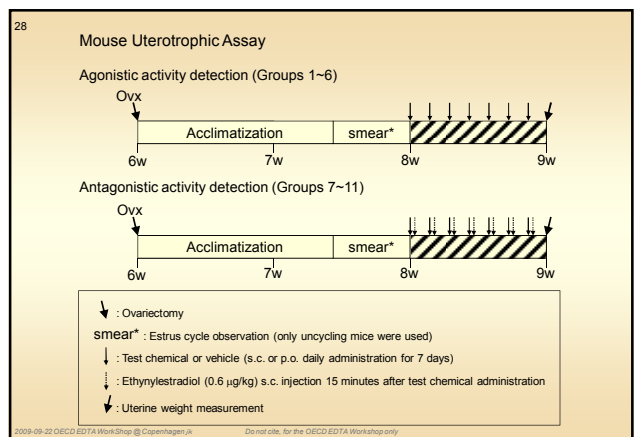 28
Mouse Uterotrophic Assay
Agonistic activity detection (Groups 1~6)
Ovx
Acclimatization smear*
6w 7w 8w 9w
Antagonistic activity detection (Groups 7~11)
Ovx
Acclimatization smear*
6w 7w 8w 9w
: Ovariectomy
smear* : Estrus cycle observation (only uncycling mice were used)
: Test chemical or vehicle (s.c. or p.o. daily administration for 7 days)
: Ethynylestradiol (0.6 μg/kg) s.c. injection 15 minutes after test chemical administration
: Uterine weight measurement
2009-09-22 OECD EDTA WorkShop @ Copenhagen jk Do not cite, for the OECD EDTA Workshop only